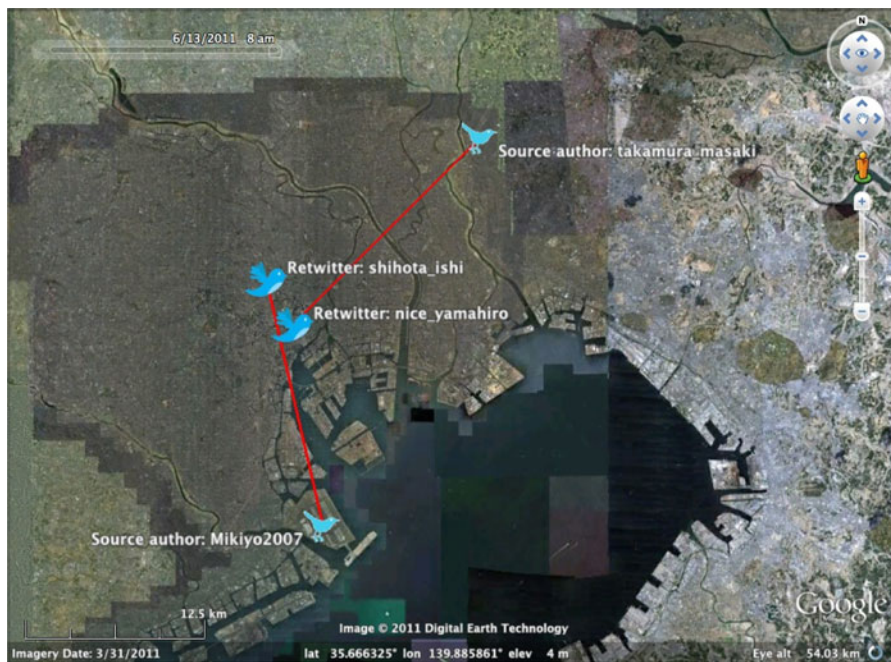 6/13/2011 8 am
N
Source author: takamura_masaki
Retwitter: shihota_ishi
Retwitter: nice_yamahiro
Source author: Mikiyo2007
12.5 km
Google
Image © 2011 Digital Earth Technology
Imagery Date: 3/31/2011 lat 35.666325° lon 139.885861° elev 4 m Eye alt 54.03 km